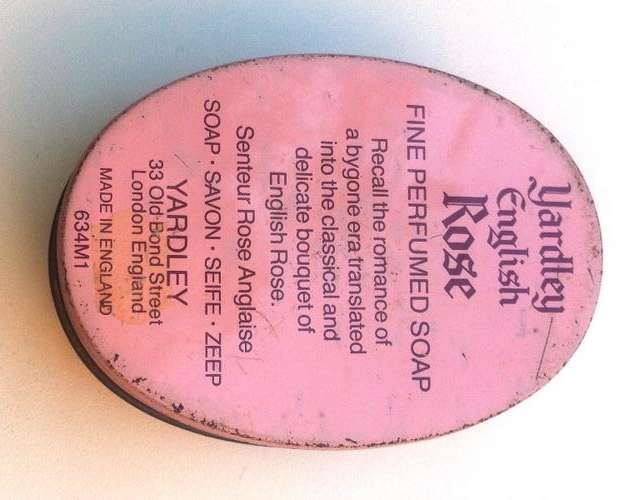 Yardley
English
Rose
FINE PERFUMED SOAP
Recall the romance of
a bygone era translated
into the classical and
delicate bouquet of
English Rose.
Senteur Rose Anglaise
SOAP · SAVON · SEIFE · ZEEP
YARDLEY
33 Old Bond Street
London England
MADE IN ENGLAND
634M1